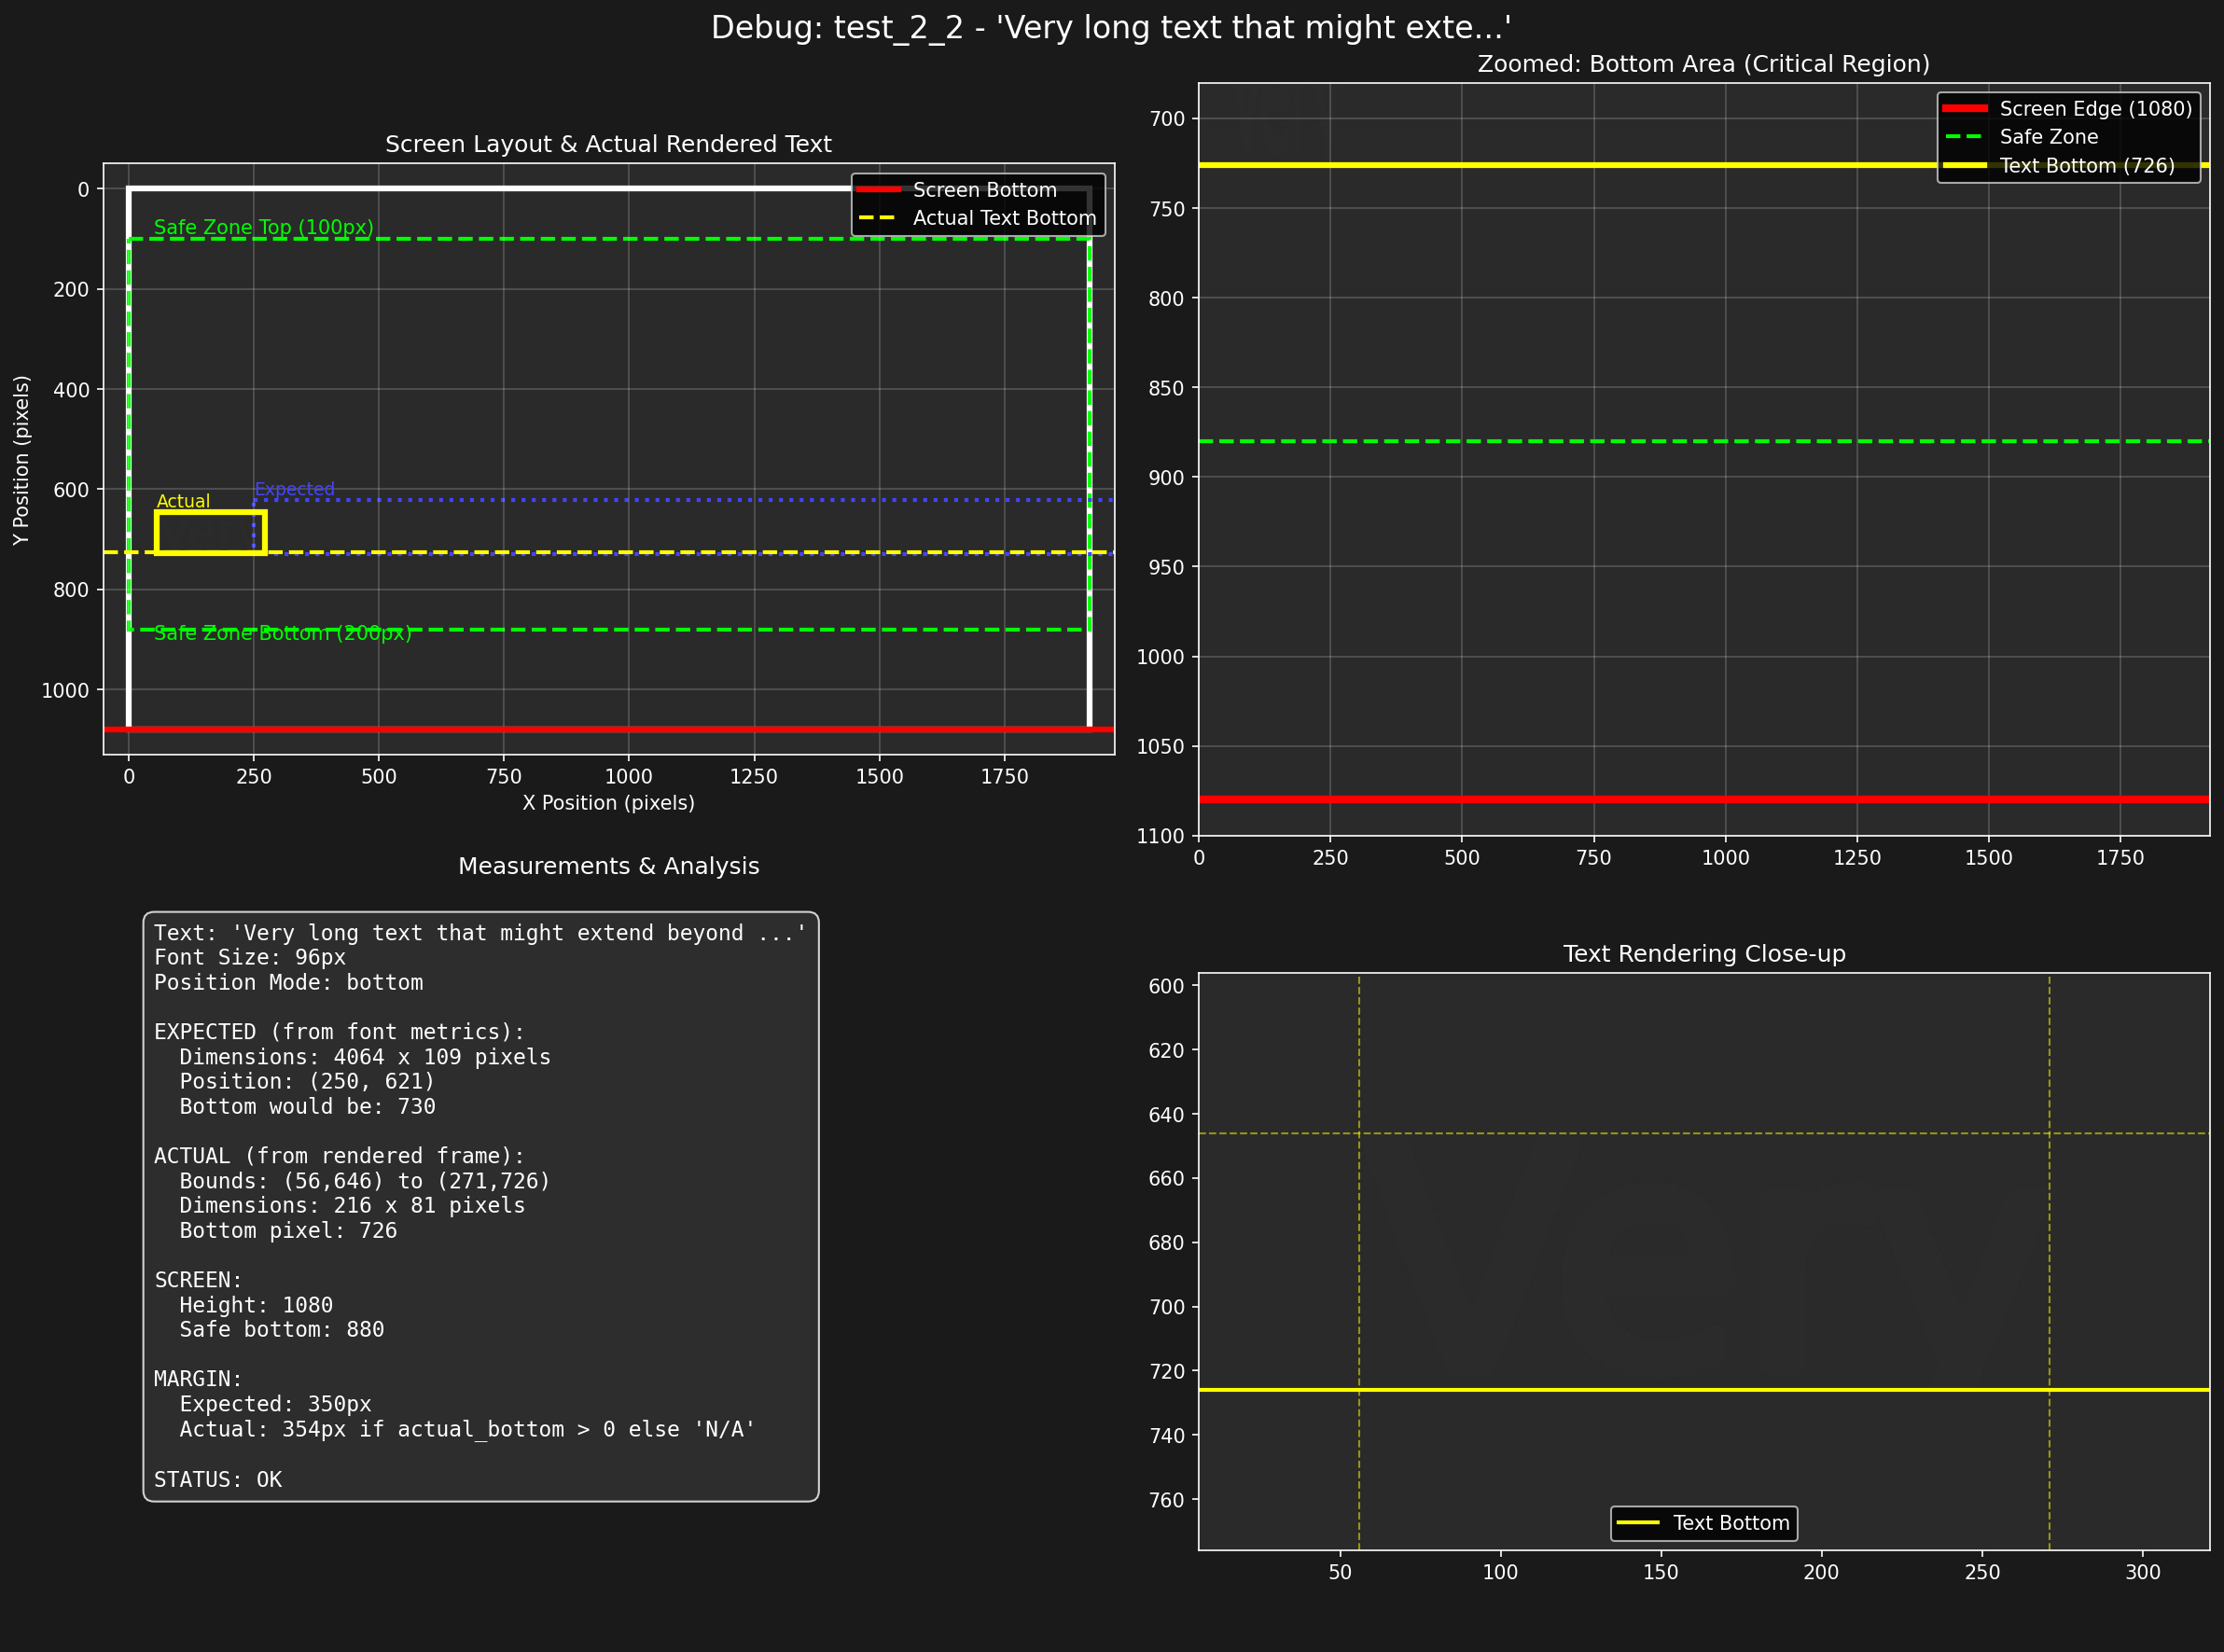 Debug: test_2_2 - 'Very long text that might exte...'
Screen Layout & Actual Rendered Text
Y Position (pixels)
0
200
400
600
800
1000
Safe Zone Top (100px)
Screen Bottom
Actual Text Bottom
Expected
Actual
Safe Zone Bottom (200px)
0
250
500
750
1000
1250
1500
1750
X Position (pixels)
Zoomed: Bottom Area (Critical Region)
700
750
800
850
900
950
1000
1050
1100
Screen Edge (1080)
Safe Zone
Text Bottom (726)
0
250
500
750
1000
1250
1500
1750
Measurements & Analysis
Text: 'Very long text that might extend beyond ...'
Font Size: 96px
Position Mode: bottom
EXPECTED (from font metrics):
Dimensions: 4064 x 109 pixels
Position: (250, 621)
Bottom would be: 730
ACTUAL (from rendered frame):
Bounds: (56,646) to (271,726)
Dimensions: 216 x 81 pixels
Bottom pixel: 726
SCREEN:
Height: 1080
Safe bottom: 880
MARGIN:
Expected: 350px
Actual: 354px if actual_bottom > 0 else 'N/A'
STATUS: OK
Text Rendering Close-up
600
620
640
660
680
700
720
740
760
Very
Text Bottom
50
100
150
200
250
300